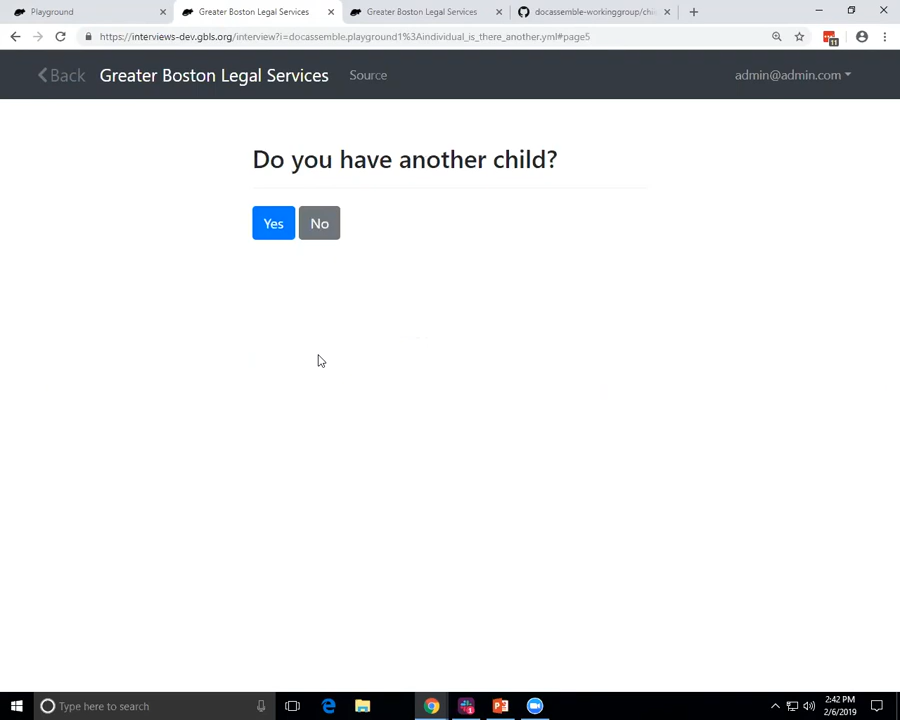 Playground
Greater Boston Legal Services
Greater Boston Legal Services
docassemble-workinggroup/chi
https://interviews-dev.gbls.org/interview?i=docassemble.playground1%3Aindividual_is_there_another.yml#page5
11
Back
Greater Boston Legal Services
Source
admin@admin.com
Do you have another child?
Yes
No
Type here to search
2:42 PM
2/6/2019